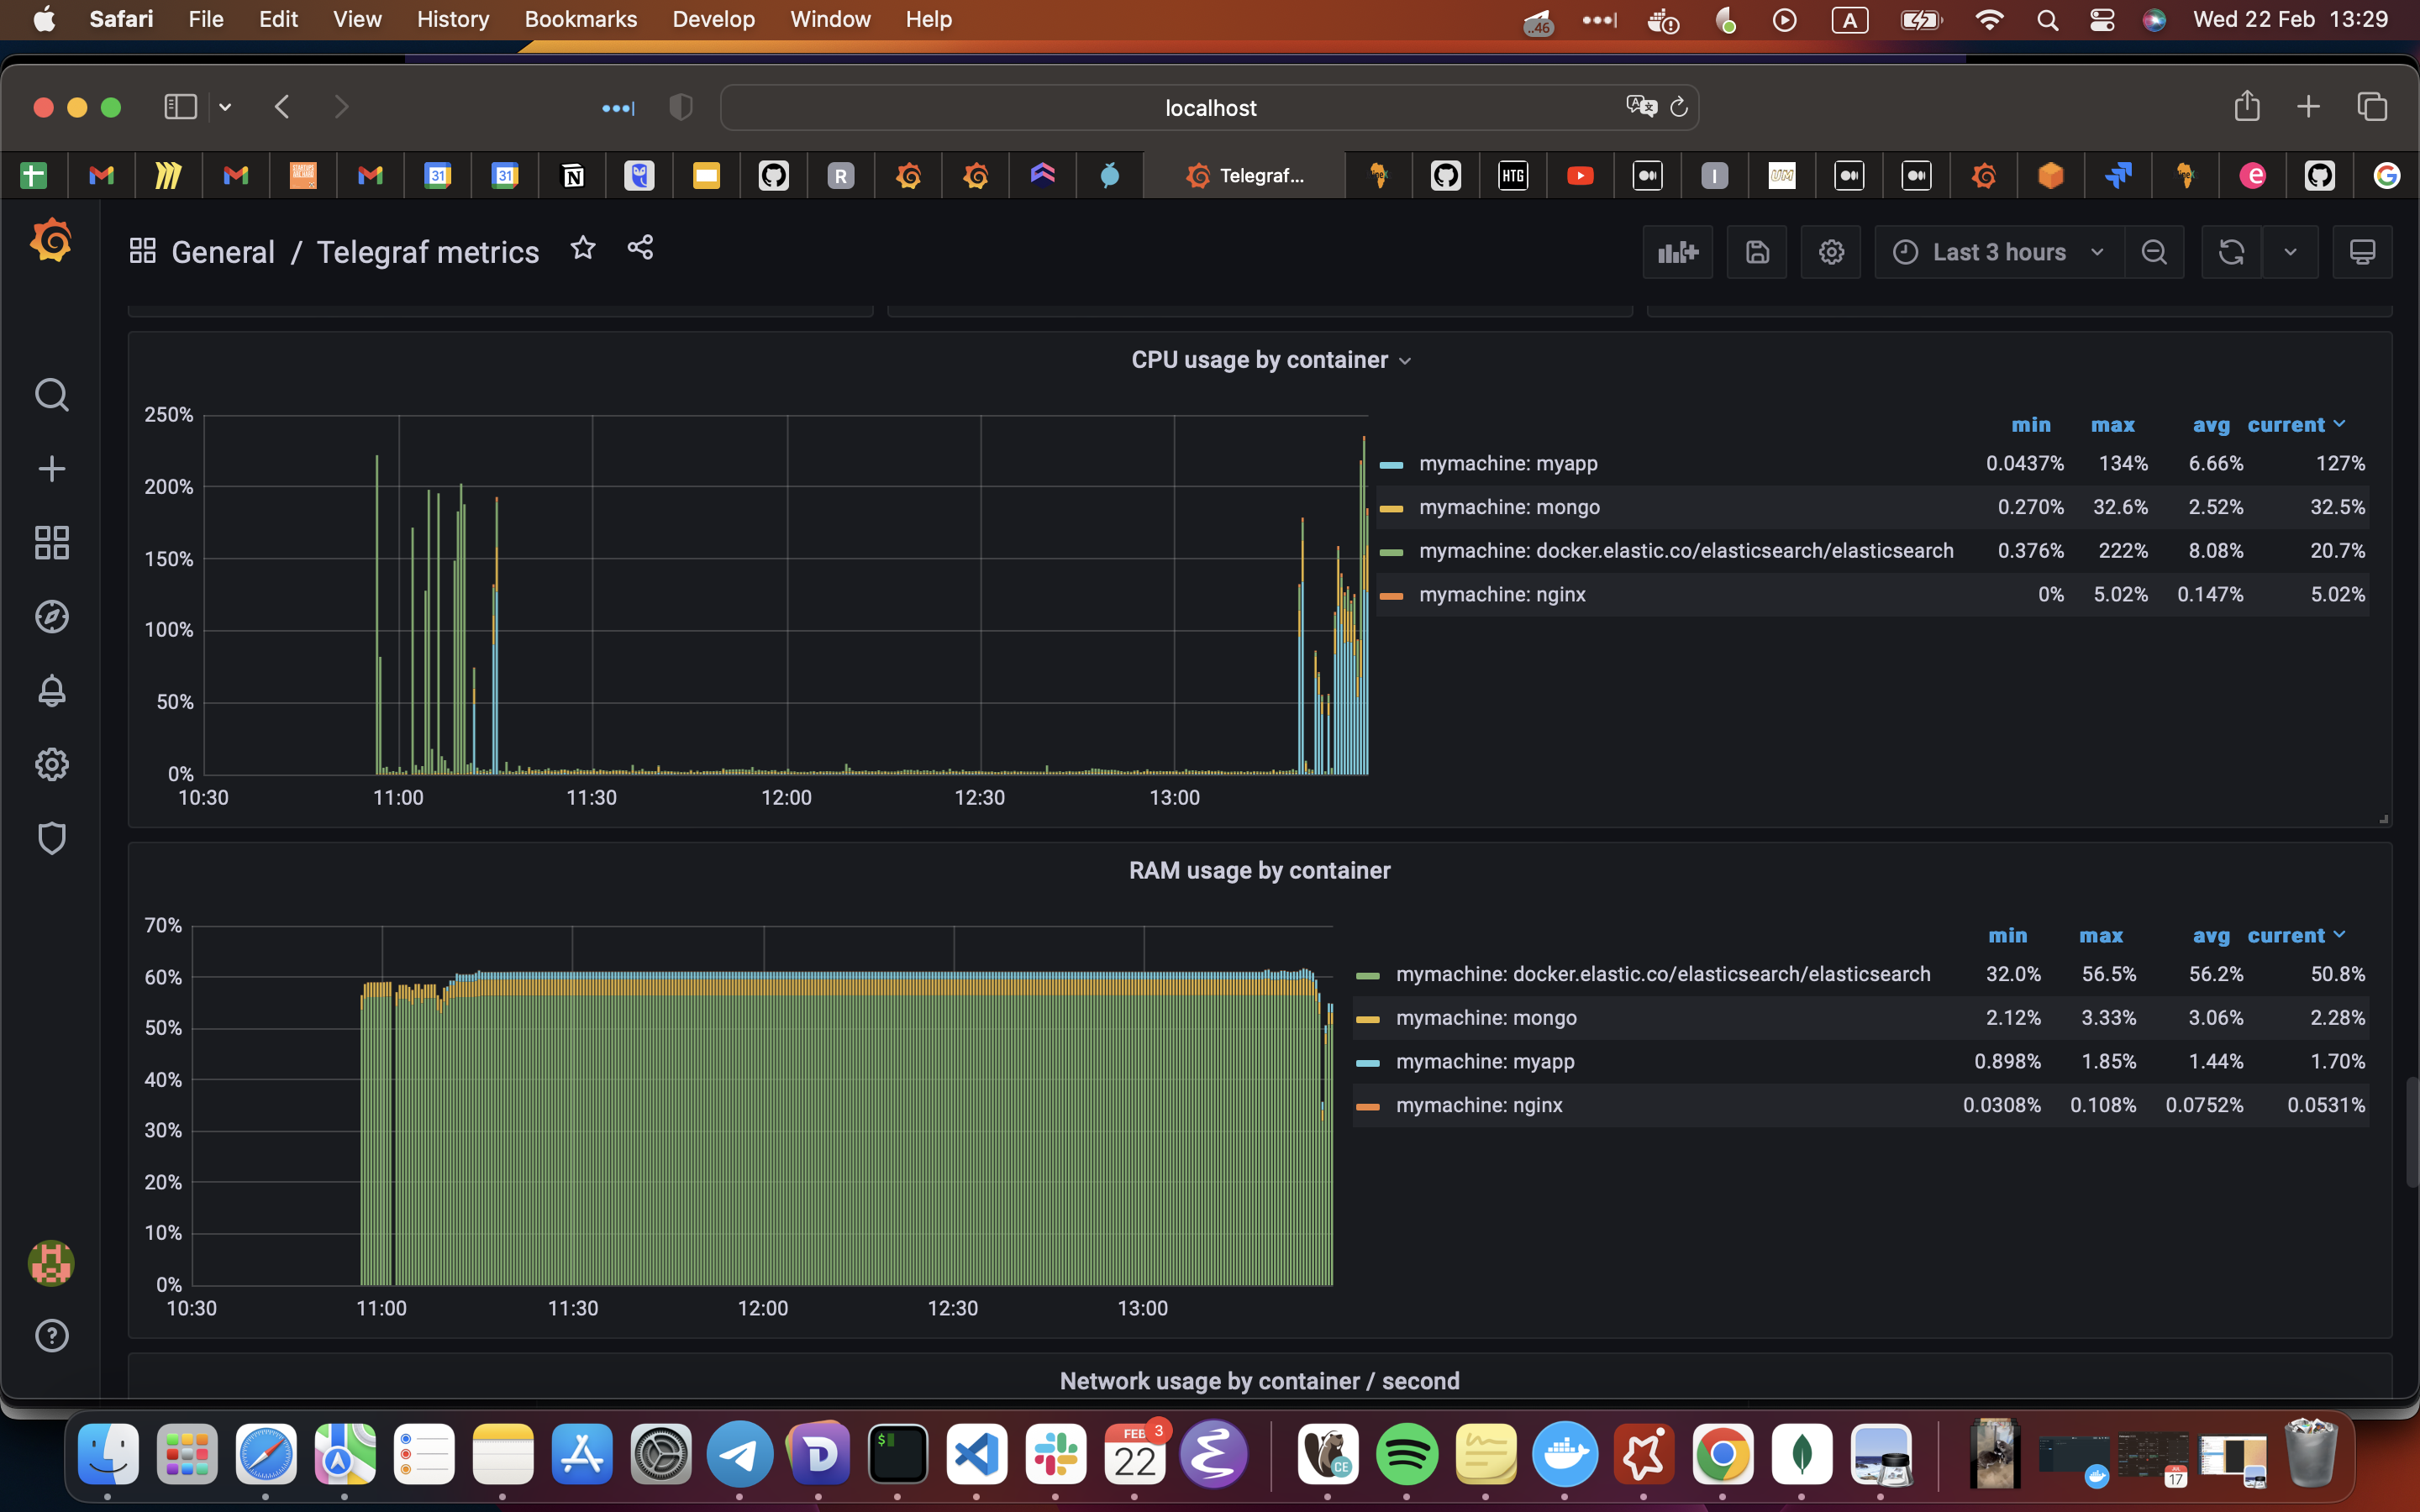 Safari File Edit View History Bookmarks Develop Window Help ..46 A Wed 22 Feb 13:29
localhost
31 31 R Telegraf... HTG I UM e G
General / Telegraf metrics Last 3 hours
CPU usage by container
250%
200%
150%
100%
50%
0%
10:30 11:00 11:30 12:00 12:30 13:00
min max avg current
mymachine: myapp 0.0437% 134% 6.66% 127%
mymachine: mongo 0.270% 32.6% 2.52% 32.5%
mymachine: docker.elastic.co/elasticsearch/elasticsearch 0.376% 222% 8.08% 20.7%
mymachine: nginx 0% 5.02% 0.147% 5.02%
RAM usage by container
70%
60%
50%
40%
30%
20%
10%
0%
10:30 11:00 11:30 12:00 12:30 13:00
min max avg current
mymachine: docker.elastic.co/elasticsearch/elasticsearch 32.0% 56.5% 56.2% 50.8%
mymachine: mongo 2.12% 3.33% 3.06% 2.28%
mymachine: myapp 0.898% 1.85% 1.44% 1.70%
mymachine: nginx 0.0308% 0.108% 0.0752% 0.0531%
Network usage by container / second
FEB 3
22
CE
17